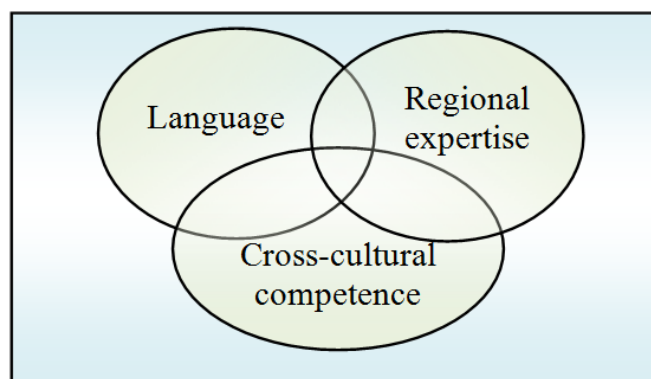 Language
Regional
expertise
Cross-cultural
competence